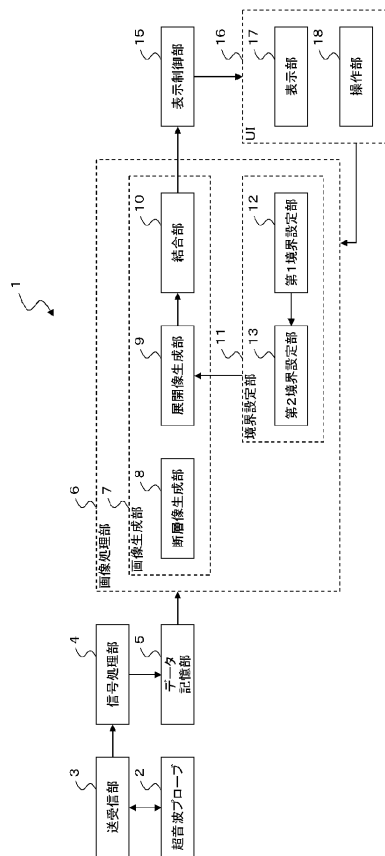 1
6
画像処理部
7
画像生成部
8
断層像生成部
9
展開像生成部
10
結合部
11
境界設定部
12
第1境界設定部
13
第2境界設定部
3
送受信部
2
超音波プローブ
4
信号処理部
5
データ
記憶部
15
表示制御部
16
UI
17
表示部
18
操作部